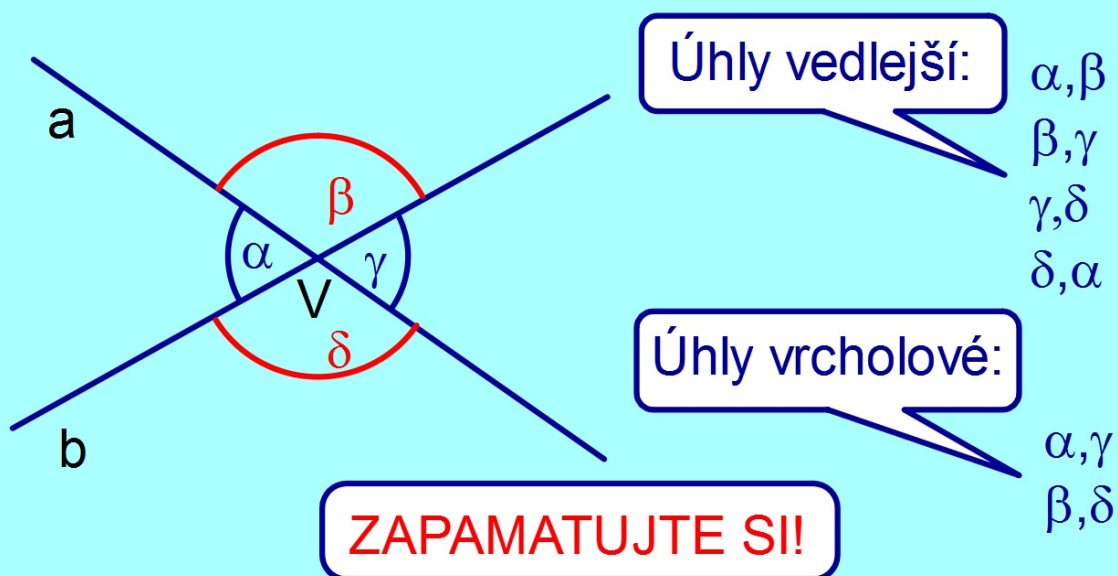 Úhly vedlejší:
α,β
β,γ
γ,δ
δ,α
a
β
α
γ
V
δ
b
Úhly vrcholové:
α,γ
β,δ
ZAPAMATUJTE SI!